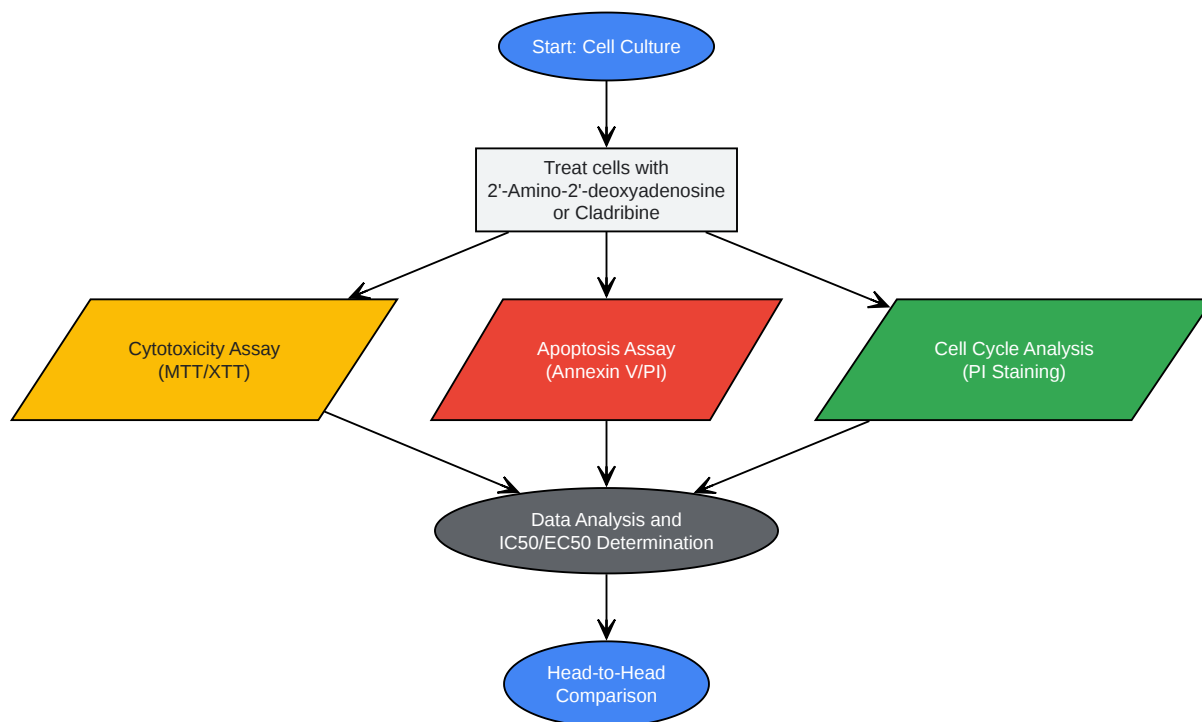 Start: Cell Culture
Treat cells with
2'-Amino-2'-deoxyadenosine
or Cladribine
Cytotoxicity Assay
(MTT/XTT)
Apoptosis Assay
(Annexin V/PI)
Cell Cycle Analysis
(PI Staining)
Data Analysis and
IC50/EC50 Determination
Head-to-Head
Comparison